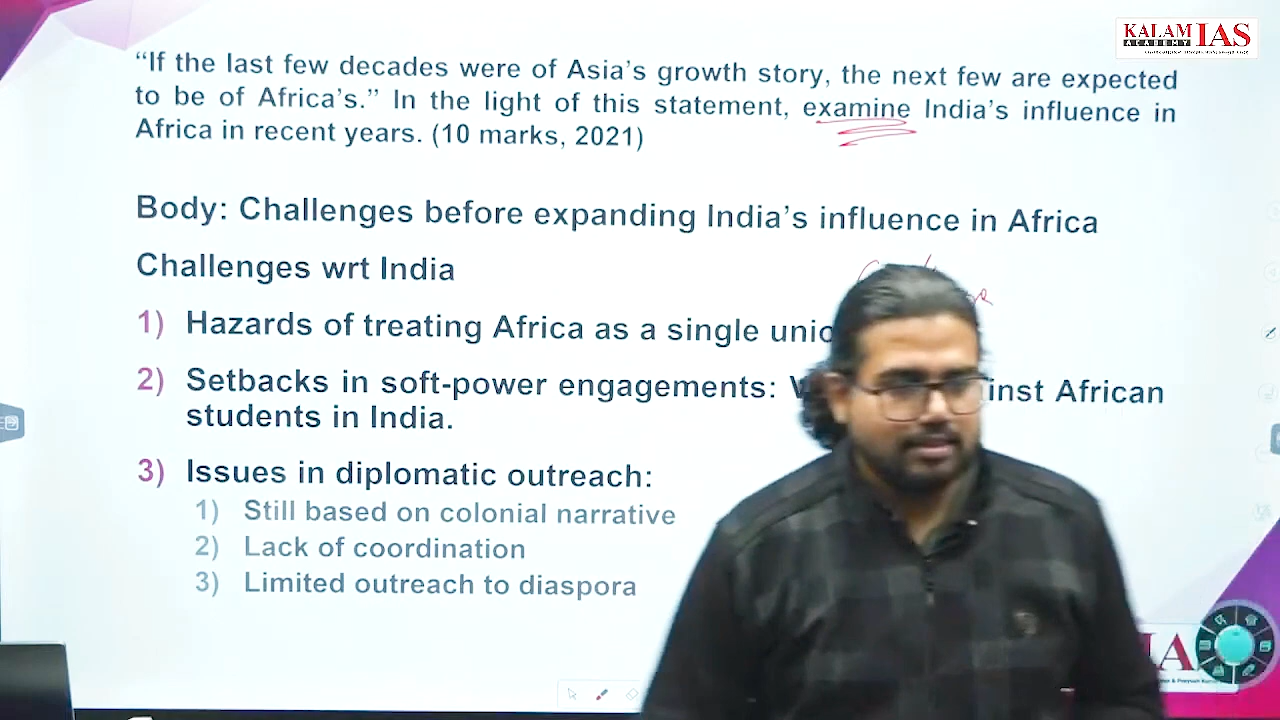 KALAM IAS
ACADEMY
“If the last few decades were of Asia’s growth story, the next few are expected
to be of Africa’s.” In the light of this statement, examine India’s influence in
Africa in recent years. (10 marks, 2021)
Body: Challenges before expanding India’s influence in Africa
Challenges wrt India
1) Hazards of treating Africa as a single
2) Setbacks in soft-power engagements: African
students in India.
3) Issues in diplomatic outreach:
1) Still based on colonial narrative
2) Lack of coordination
3) Limited outreach to diaspora